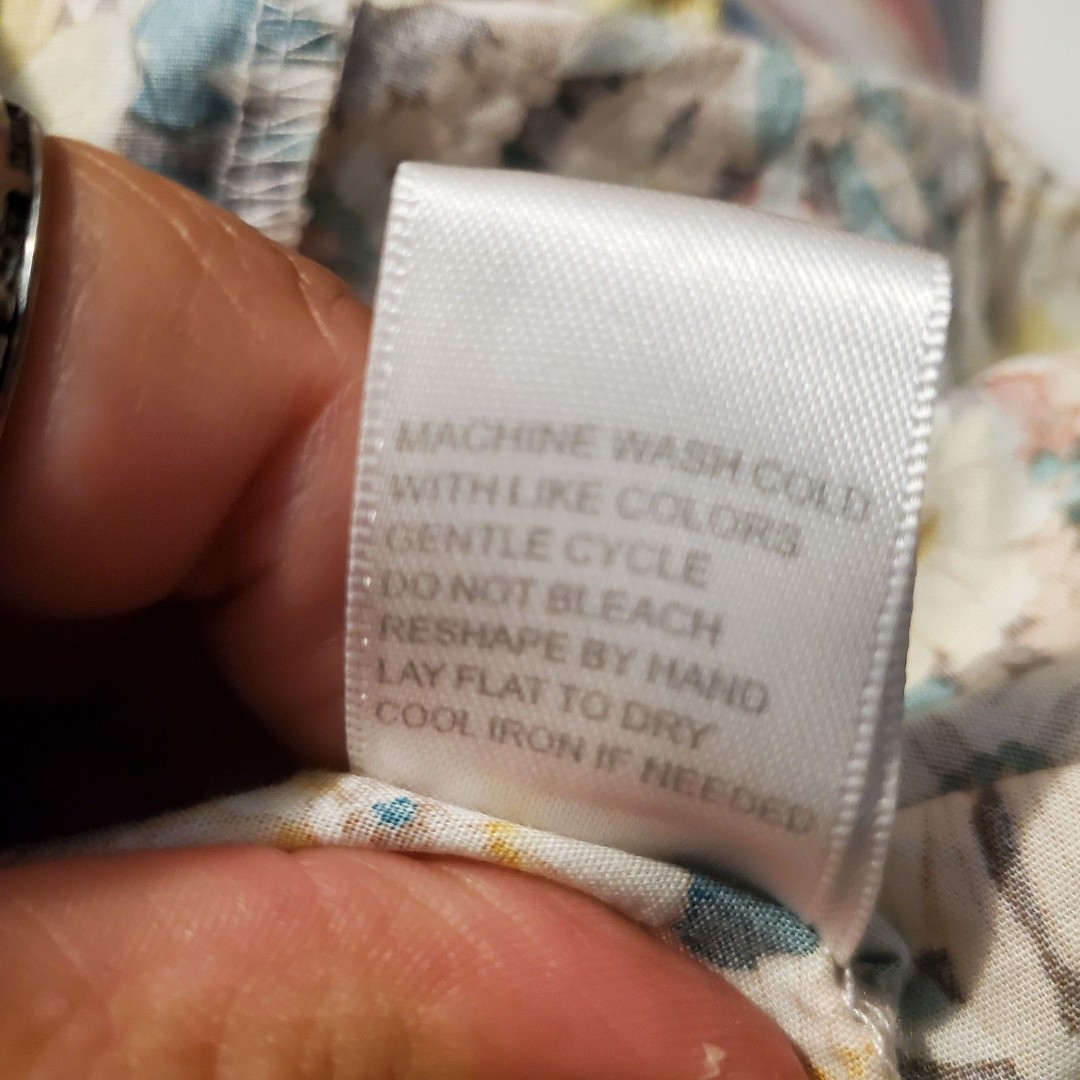 MACHINE WASH COLD
WITH LIKE COLORS
GENTLE CYCLE
DO NOT BLEACH
RESHAPE BY HAND
LAY FLAT TO DRY
COOL IRON IF NEEDED